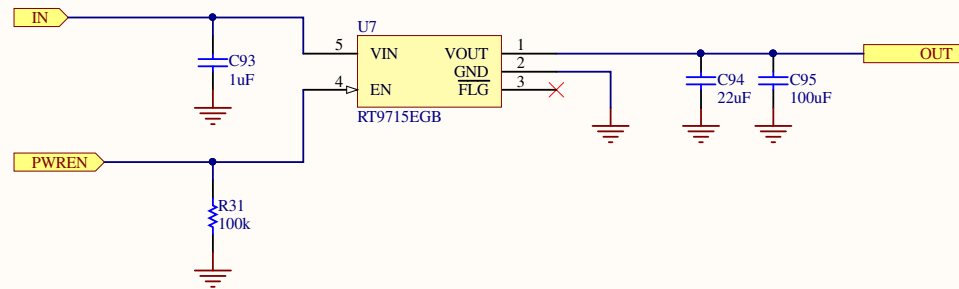 IN
U7
C93
1uF
5
VIN
VOUT
1
GND
2
4
EN
FLG
3
RT9715EGB
C94
22uF
C95
100uF
OUT
PWREN
R31
100k